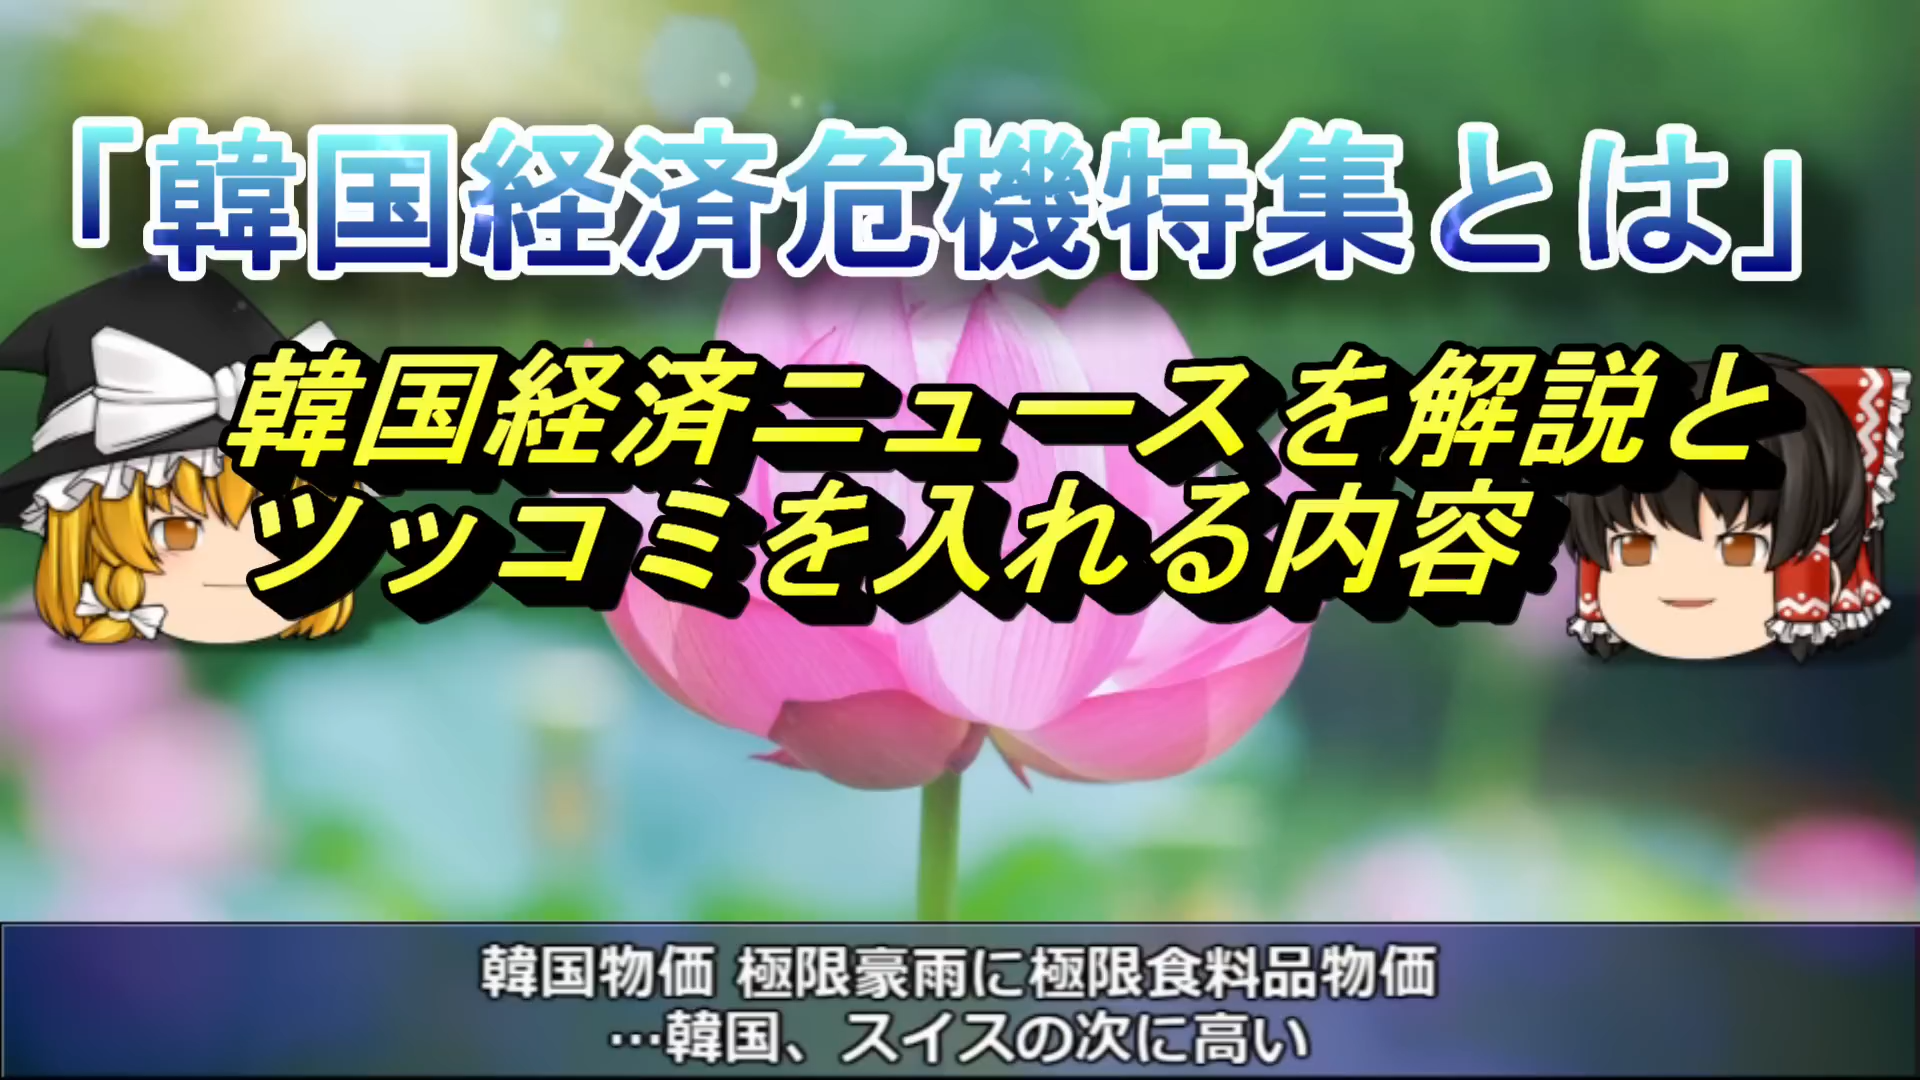 「韓国経済危機特集とは」
韓国経済ニュースを解説と
ツッコミを入れる内容
韓国物価 極限豪雨に極限食料品物価
…韓国、スイスの次に高い